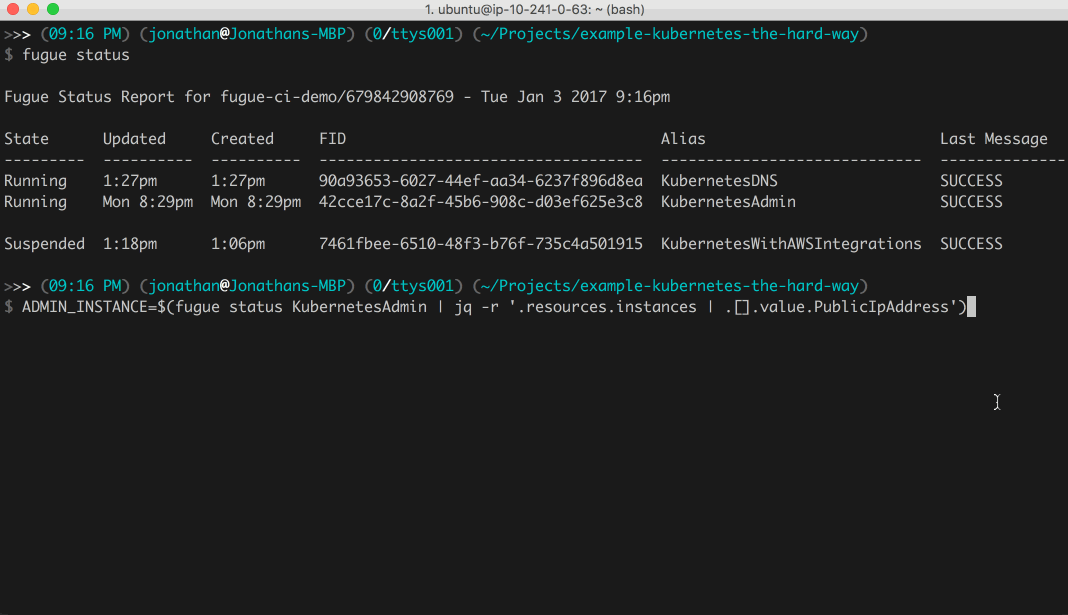 1. ubuntu@ip-10-241-0-63: ~ (bash)
>>> (09:16 PM) (jonathan@Jonathans-MBP) (0/ttys001) (~/Projects/example-kubernetes-the-hard-way)
$ fugue status
Fugue Status Report for fugue-ci-demo/679842908769 - Tue Jan 3 2017 9:16pm
State Updated Created FID Alias Last Message
--------- ---------- ---------- ------------------------------------ ----------------------------- --------------
Running 1:27pm 1:27pm 90a93653-6027-44ef-aa34-6237f896d8ea KubernetesDNS SUCCESS
Running Mon 8:29pm Mon 8:29pm 42cce17c-8a2f-45b6-908c-d03ef625e3c8 KubernetesAdmin SUCCESS
Suspended 1:18pm 1:06pm 7461fbee-6510-48f3-b76f-735c4a501915 KubernetesWithAWSIntegrations SUCCESS
>>> (09:16 PM) (jonathan@Jonathans-MBP) (0/ttys001) (~/Projects/example-kubernetes-the-hard-way)
$ ADMIN_INSTANCE=$(fugue status KubernetesAdmin | jq -r '.resources.instances | .[].value.PublicIpAddress')